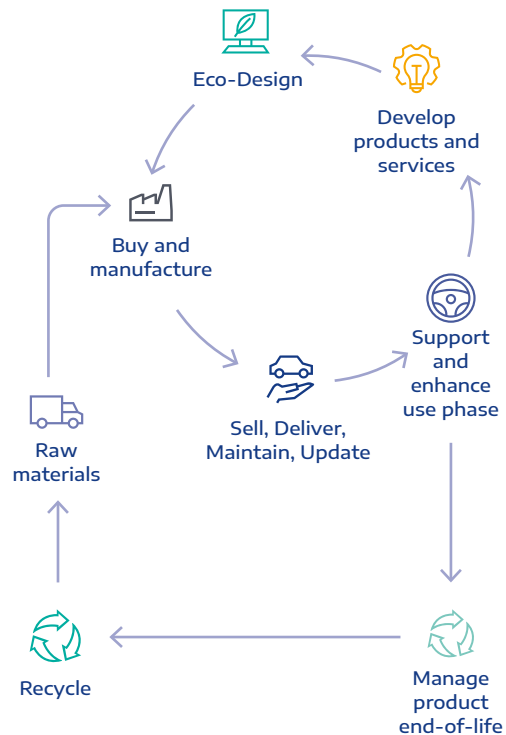 Eco-Design
Develop
products and
services
Buy and
manufacture
Support
and
enhance
use phase
Sell, Deliver,
Maintain, Update
Raw
materials
Recycle
Manage
product
end-of-life